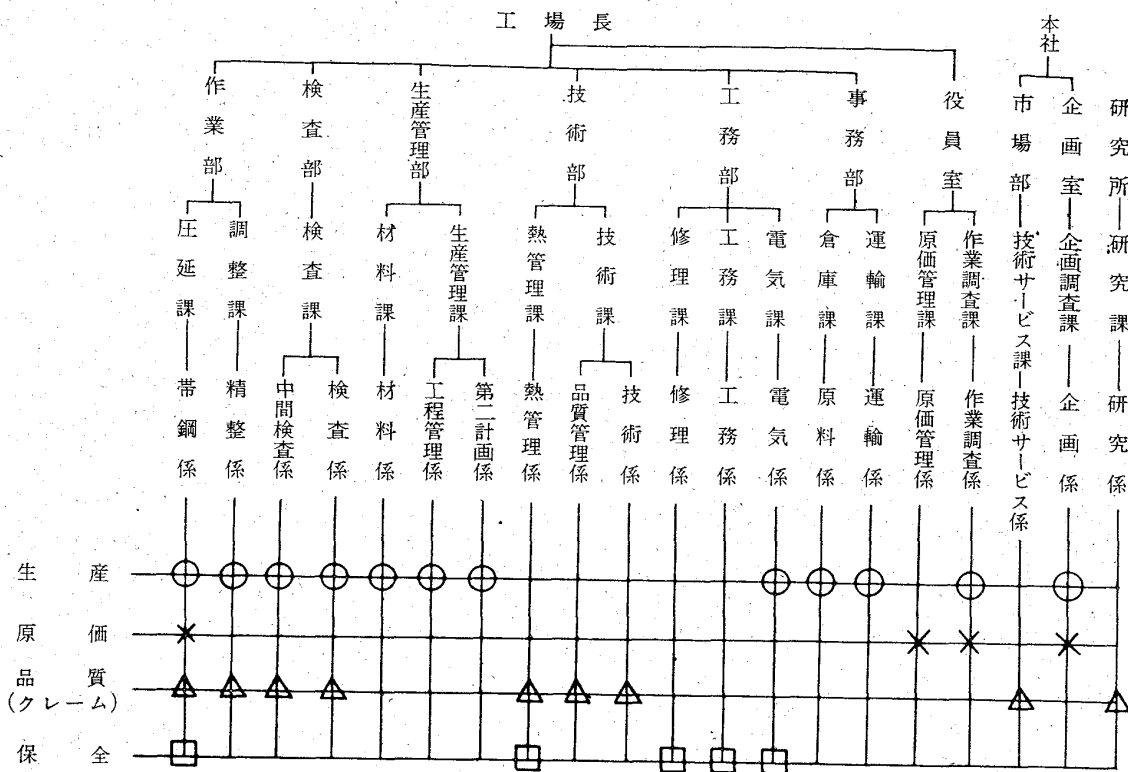 工場長
本社
作業部
検査部
生産管理部
技術部
工務部
事務部
役員室
市場部
企画室
研究所
圧延課
調整課
検査課
材料課
生産管理課
熱管理課
技術課
修理課
工務課
電気課
倉庫課
運輸課
原価管理課
作業調査課
技術サービス課
企画調査課
研究課
帯鋼係
精整係
中間検査係
検査係
材料係
工程管理係
第二計画係
熱管理係
品質管理係
技術係
修理係
工務係
電気係
原料係
運輸係
原価管理係
作業調査係
技術サービス係
企画係
研究係
生産
原価
品質
(クレーム)
保全